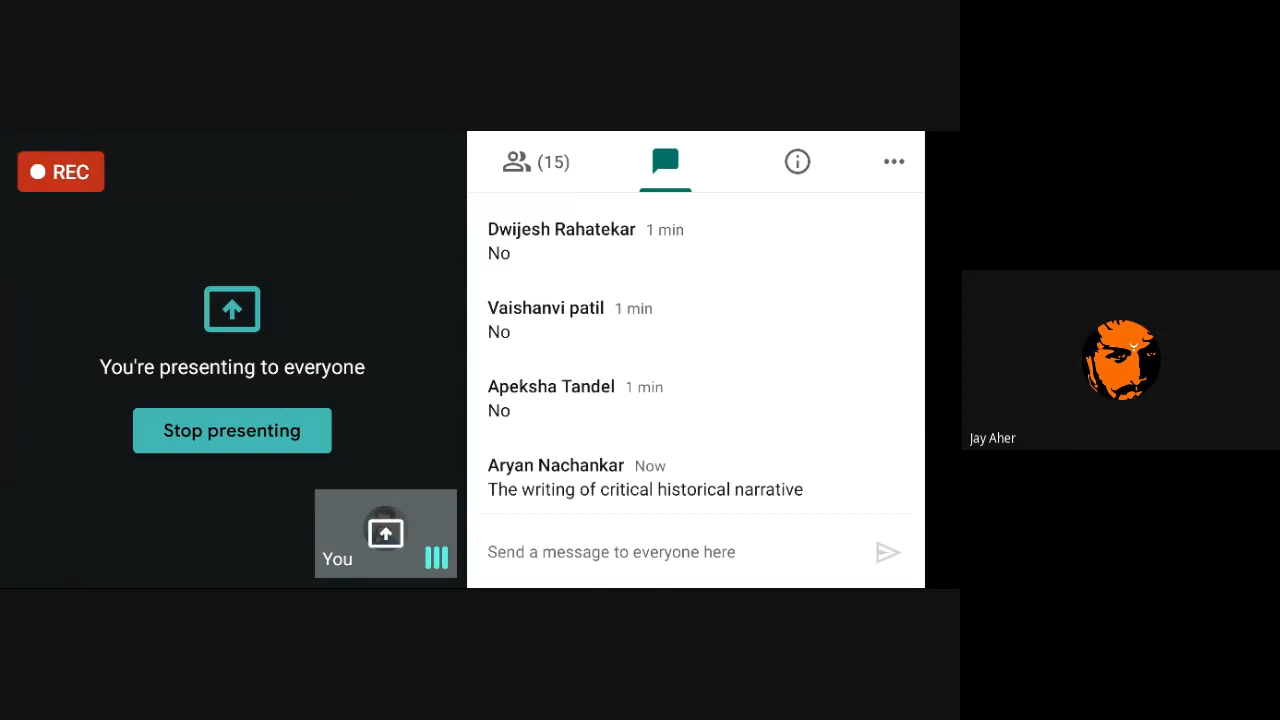 REC
You're presenting to everyone
Stop presenting
You
(15)
Dwijesh Rahatekar 1 min
No
Vaishanvi patil 1 min
No
Apeksha Tandel 1 min
No
Aryan Nachankar Now
The writing of critical historical narrative
Send a message to everyone here
Jay Aher